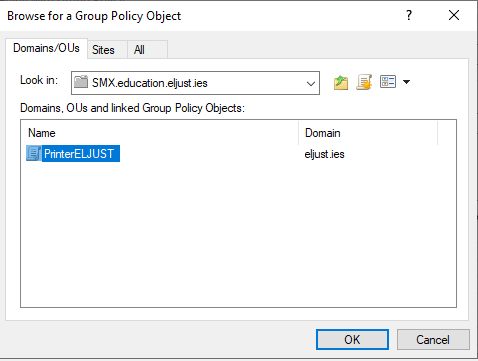 Browse for a Group Policy Object
?
Domains/OUs Sites All
Look in: SMX.education.eljust.ies
Domains, OUs and linked Group Policy Objects:
Name Domain
PrinterELJUST eljust.ies
OK Cancel